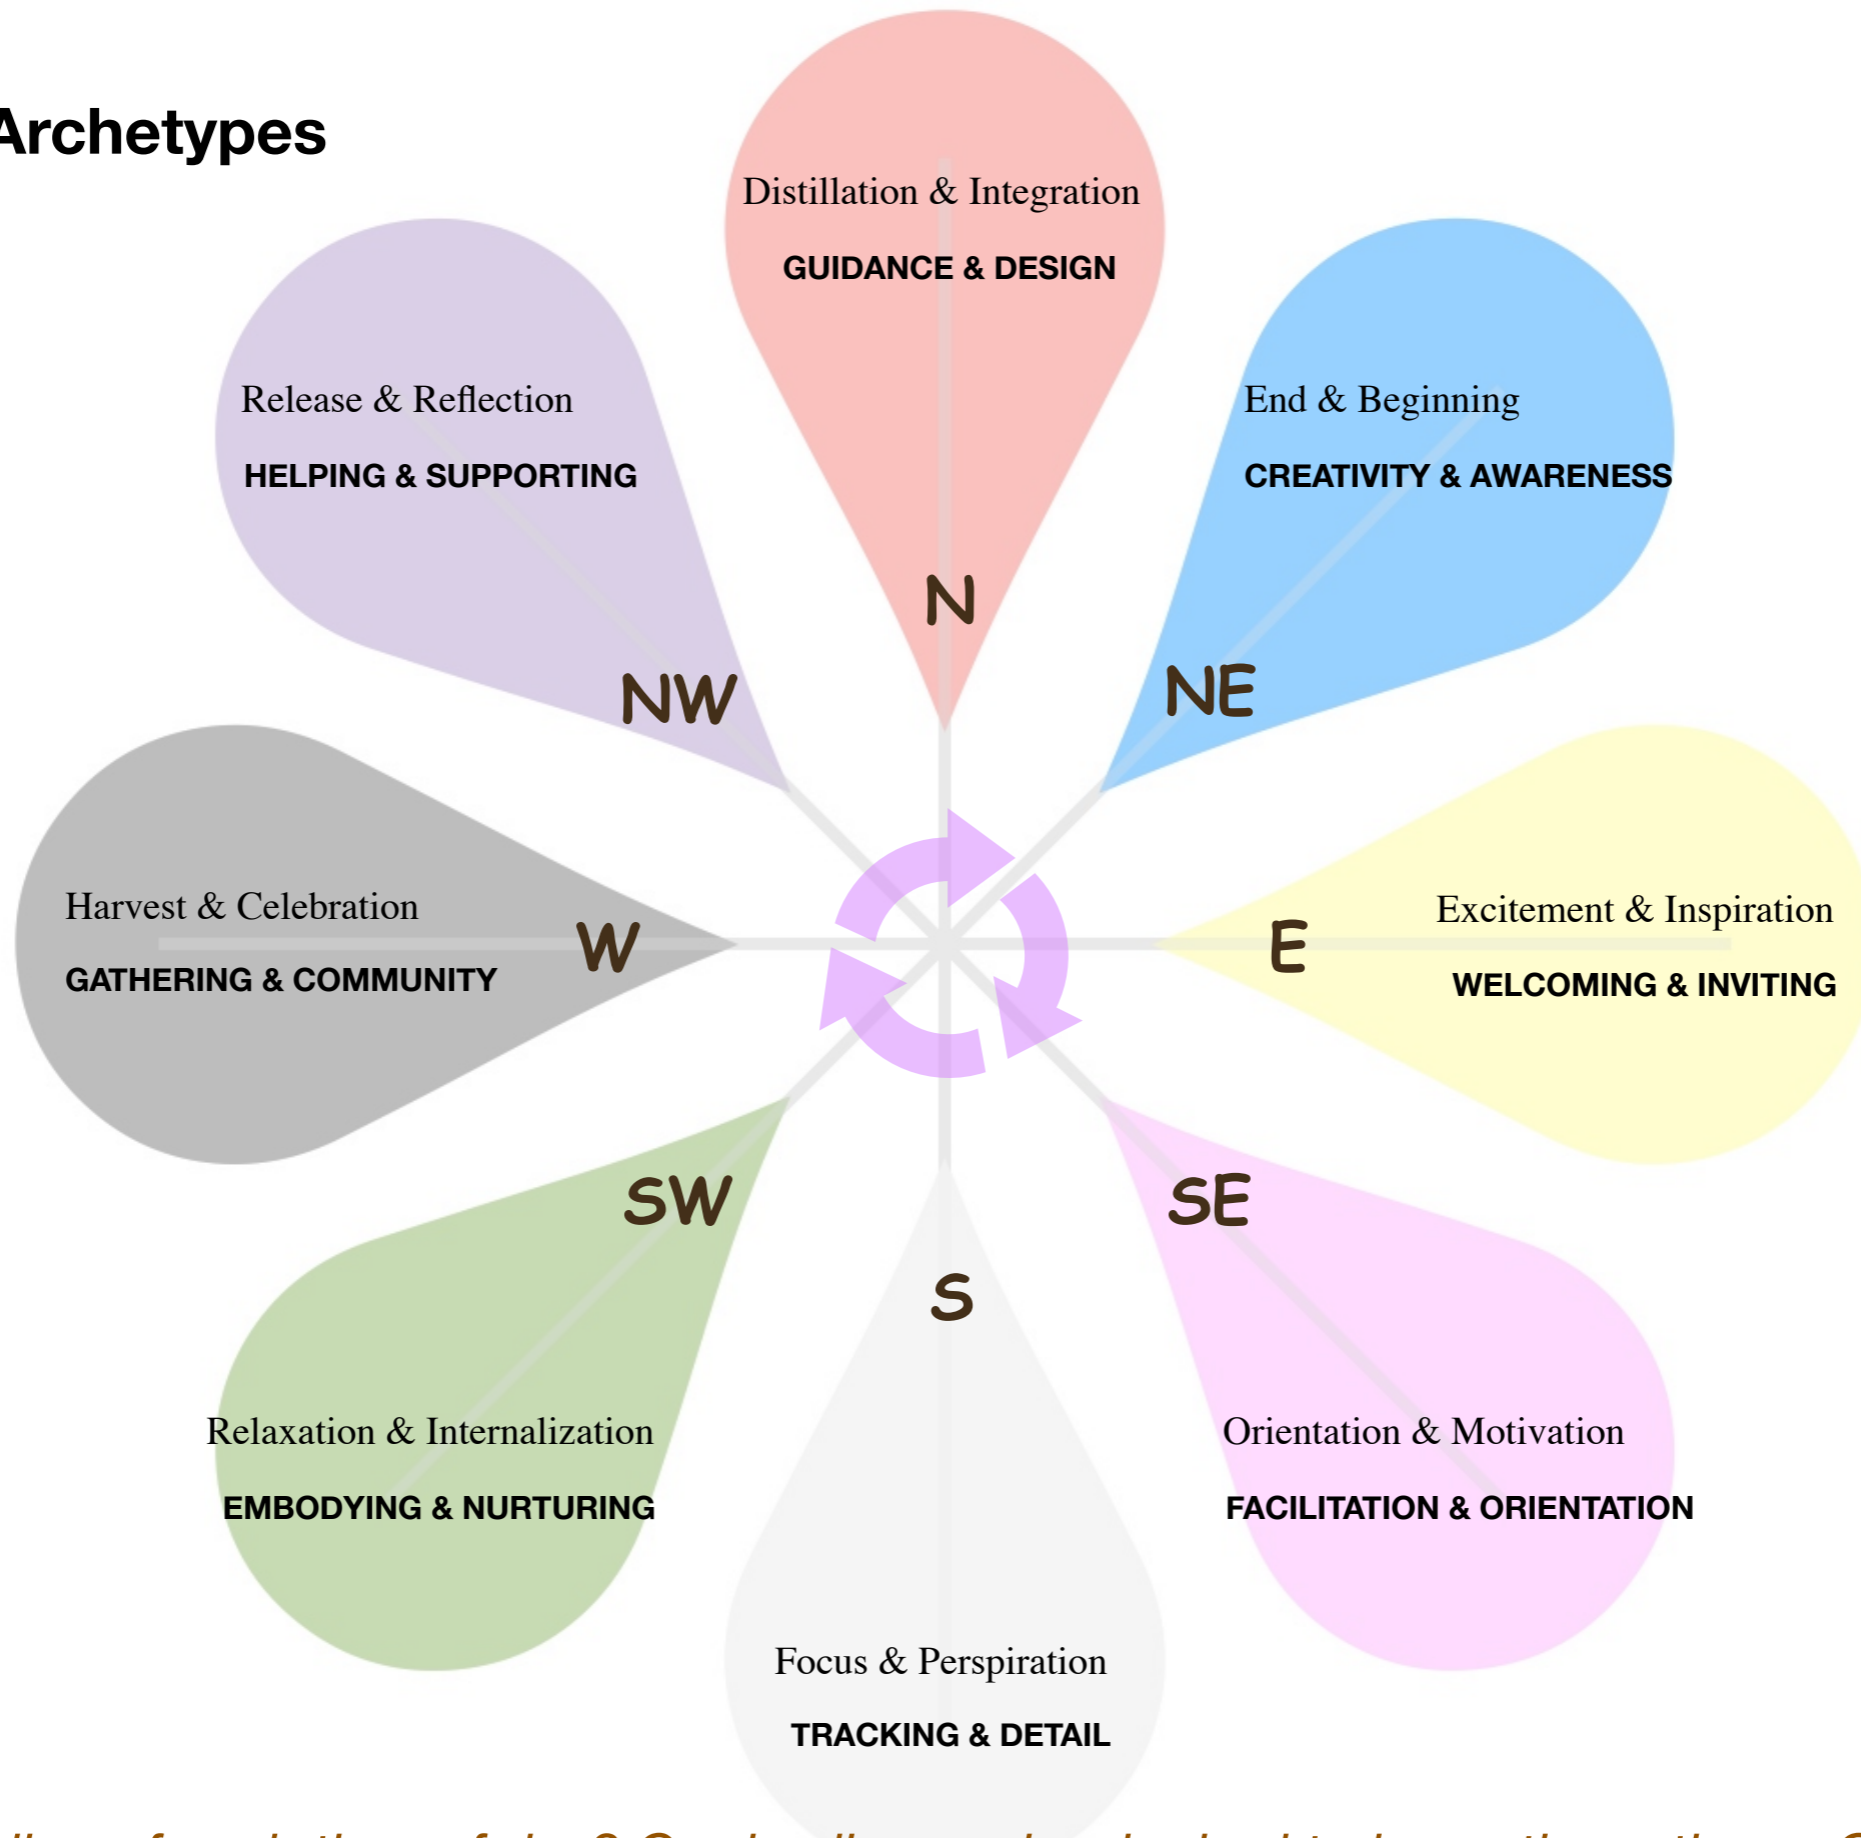 Archetypes
Distillation & Integration
GUIDANCE & DESIGN
Release & Reflection
HELPING & SUPPORTING
End & Beginning
CREATIVITY & AWARENESS
N
NW
NE
Harvest & Celebration
GATHERING & COMMUNITY
W
E
Excitement & Inspiration
WELCOMING & INVITING
SW
SE
S
Relaxation & Internalization
EMBODYING & NURTURING
Orientation & Motivation
FACILITATION & ORIENTATION
Focus & Perspiration
TRACKING & DETAIL